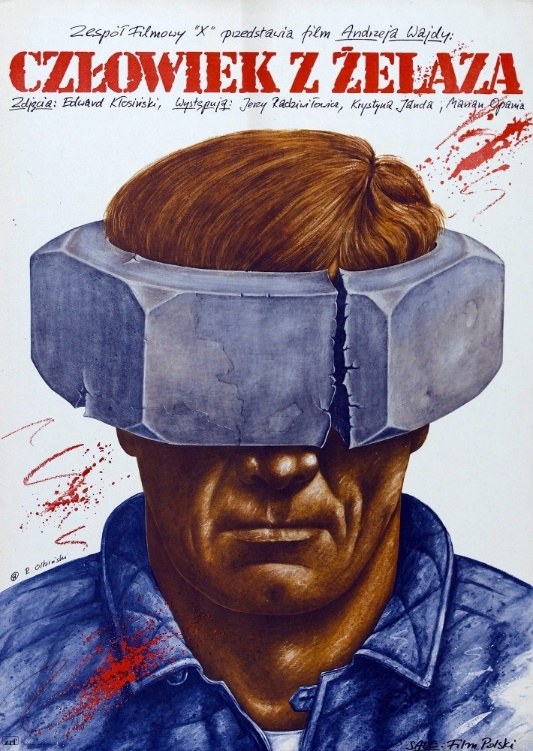 Zespół Filmowy "X" przedstawia film Andrzeja Wajdy:
CZŁOWIEK Z ŻELAZA
Zdjęcia: Edward Kłosiński, Występują: Jerzy Radziwiłowicz, Krystyna Janda, Marian Opania
R. Olbiński
Film Polski